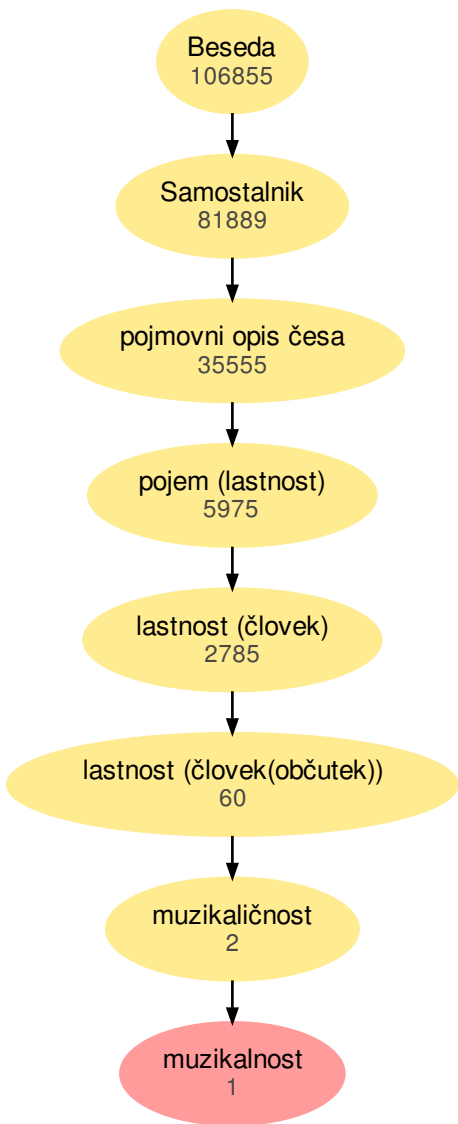 Beseda
106855
Samostalnik
81889
pojmovni opis česa
35555
pojem (lastnost)
5975
lastnost (človek)
2785
lastnost (človek(občutek))
60
muzikaličnost
2
muzikalnost
1